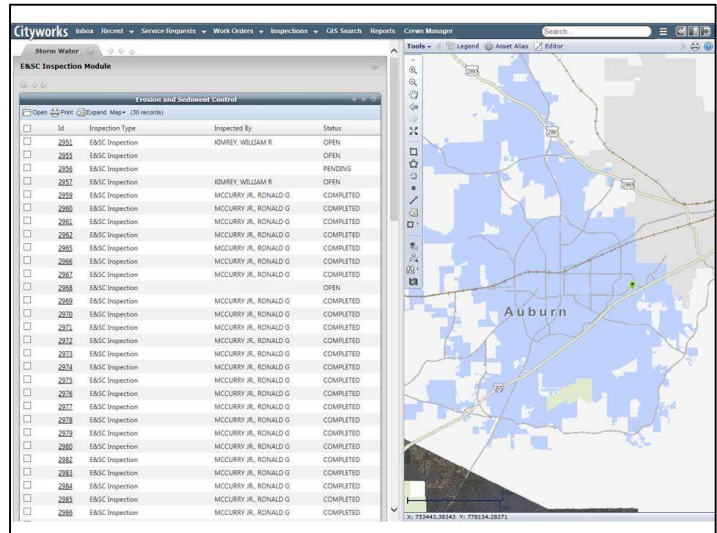 Cityworks Inbox Recent Service Requests Work Orders Inspections GIS Search Reports Crews Manager Search...
Storm Water
E&SC Inspection Module
Erosion and Sediment Control
Open Print Expand Map (36 records)
Id Inspection Type Inspected By Status
2951 E&SC Inspection KIMREY, WILLIAM R OPEN
2955 E&SC Inspection OPEN
2956 E&SC Inspection PENDING
2957 E&SC Inspection KIMREY, WILLIAM R OPEN
2959 E&SC Inspection MCCURRY JR., RONALD G COMPLETED
2960 E&SC Inspection MCCURRY JR., RONALD G COMPLETED
2961 E&SC Inspection MCCURRY JR., RONALD G COMPLETED
2962 E&SC Inspection MCCURRY JR., RONALD G COMPLETED
2965 E&SC Inspection MCCURRY JR., RONALD G COMPLETED
2966 E&SC Inspection MCCURRY JR., RONALD G COMPLETED
2967 E&SC Inspection MCCURRY JR., RONALD G COMPLETED
2968 E&SC Inspection OPEN
2969 E&SC Inspection MCCURRY JR., RONALD G COMPLETED
2970 E&SC Inspection MCCURRY JR., RONALD G COMPLETED
2971 E&SC Inspection MCCURRY JR., RONALD G COMPLETED
2972 E&SC Inspection MCCURRY JR., RONALD G COMPLETED
2973 E&SC Inspection MCCURRY JR., RONALD G COMPLETED
2974 E&SC Inspection MCCURRY JR., RONALD G COMPLETED
2975 E&SC Inspection MCCURRY JR., RONALD G COMPLETED
2976 E&SC Inspection MCCURRY JR., RONALD G COMPLETED
2977 E&SC Inspection MCCURRY JR., RONALD G COMPLETED
2978 E&SC Inspection MCCURRY JR., RONALD G COMPLETED
2979 E&SC Inspection MCCURRY JR., RONALD G COMPLETED
2980 E&SC Inspection MCCURRY JR., RONALD G COMPLETED
2982 E&SC Inspection MCCURRY JR., RONALD G COMPLETED
2983 E&SC Inspection MCCURRY JR., RONALD G COMPLETED
2984 E&SC Inspection MCCURRY JR., RONALD G COMPLETED
2985 E&SC Inspection MCCURRY JR., RONALD G COMPLETED
2986 E&SC Inspection MCCURRY JR., RONALD G COMPLETED
Tools Legend Asset Alias Editor
280
280
280
Auburn
85
X: 753443.38343 Y: 778134.28371